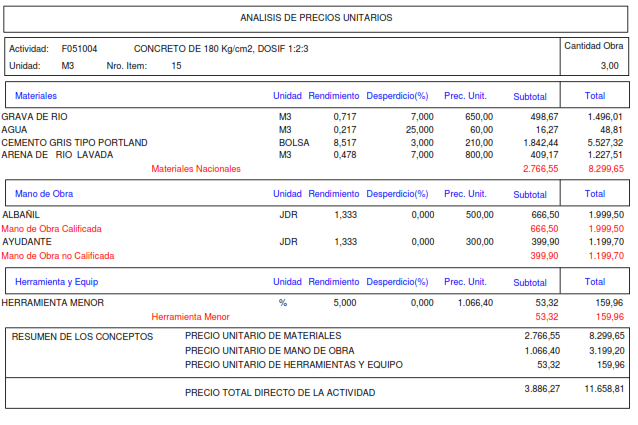 ANALISIS DE PRECIOS UNITARIOS
Actividad: F051004 CONCRETO DE 180 Kg/cm2, DOSIF 1:2:3 Cantidad Obra
Unidad: M3 Nro. Item: 15 3,00
Materiales Unidad Rendimiento Desperdicio(%) Prec. Unit. Subtotal Total
GRAVA DE RIO M3 0,717 7,000 650,00 498,67 1.496,01
AGUA M3 0,217 25,000 60,00 16,27 48,81
CEMENTO GRIS TIPO PORTLAND BOLSA 8,517 3,000 210,00 1.842,44 5.527,32
ARENA DE RIO LAVADA M3 0,478 7,000 800,00 409,17 1.227,51
Materiales Nacionales 2.766,55 8.299,65
Mano de Obra Unidad Rendimiento Desperdicio(%) Prec. Unit. Subtotal Total
ALBAÑIL JDR 1,333 0,000 500,00 666,50 1.999,50
Mano de Obra Calificada 666,50 1.999,50
AYUDANTE JDR 1,333 0,000 300,00 399,90 1.199,70
Mano de Obra no Calificada 399,90 1.199,70
Herramienta y Equip Unidad Rendimiento Desperdicio(%) Prec. Unit. Subtotal Total
HERRAMIENTA MENOR % 5,000 0,000 1.066,40 53,32 159,96
Herramienta Menor 53,32 159,96
RESUMEN DE LOS CONCEPTOS PRECIO UNITARIO DE MATERIALES 2.766,55 8.299,65
PRECIO UNITARIO DE MANO DE OBRA 1.066,40 3.199,20
PRECIO UNITARIO DE HERRAMIENTAS Y EQUIPO 53,32 159,96
PRECIO TOTAL DIRECTO DE LA ACTIVIDAD 3.886,27 11.658,81